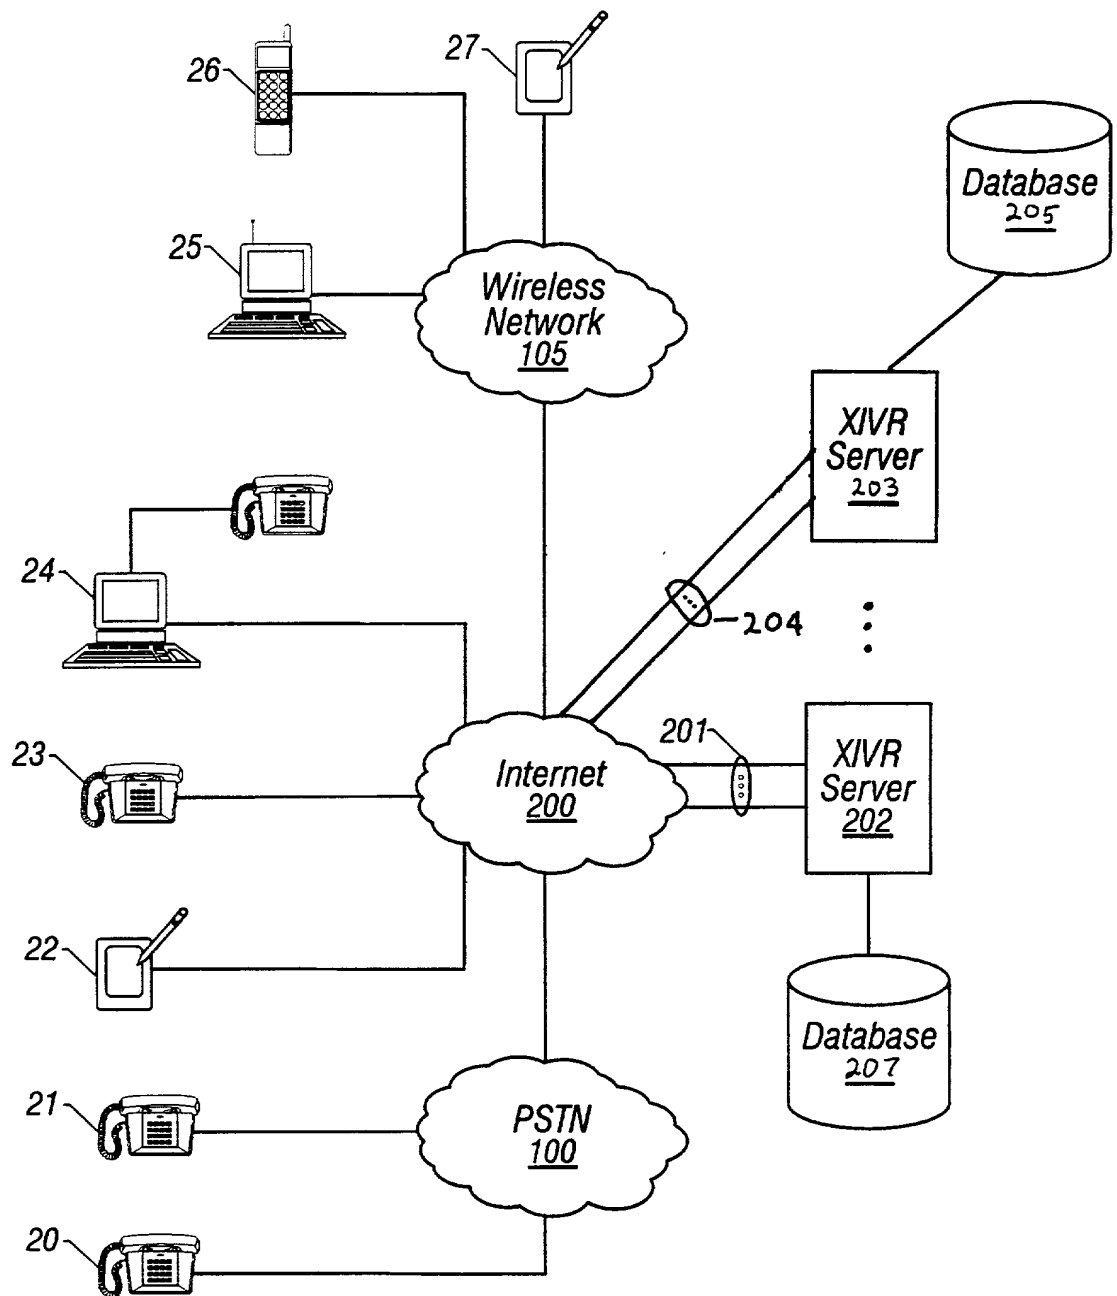 27
26
Database
205
25
Wireless
Network
105
XIVR
Server
203
24
204
201
23
Internet
200
XIVR
Server
202
22
Database
207
21
PSTN
100
20